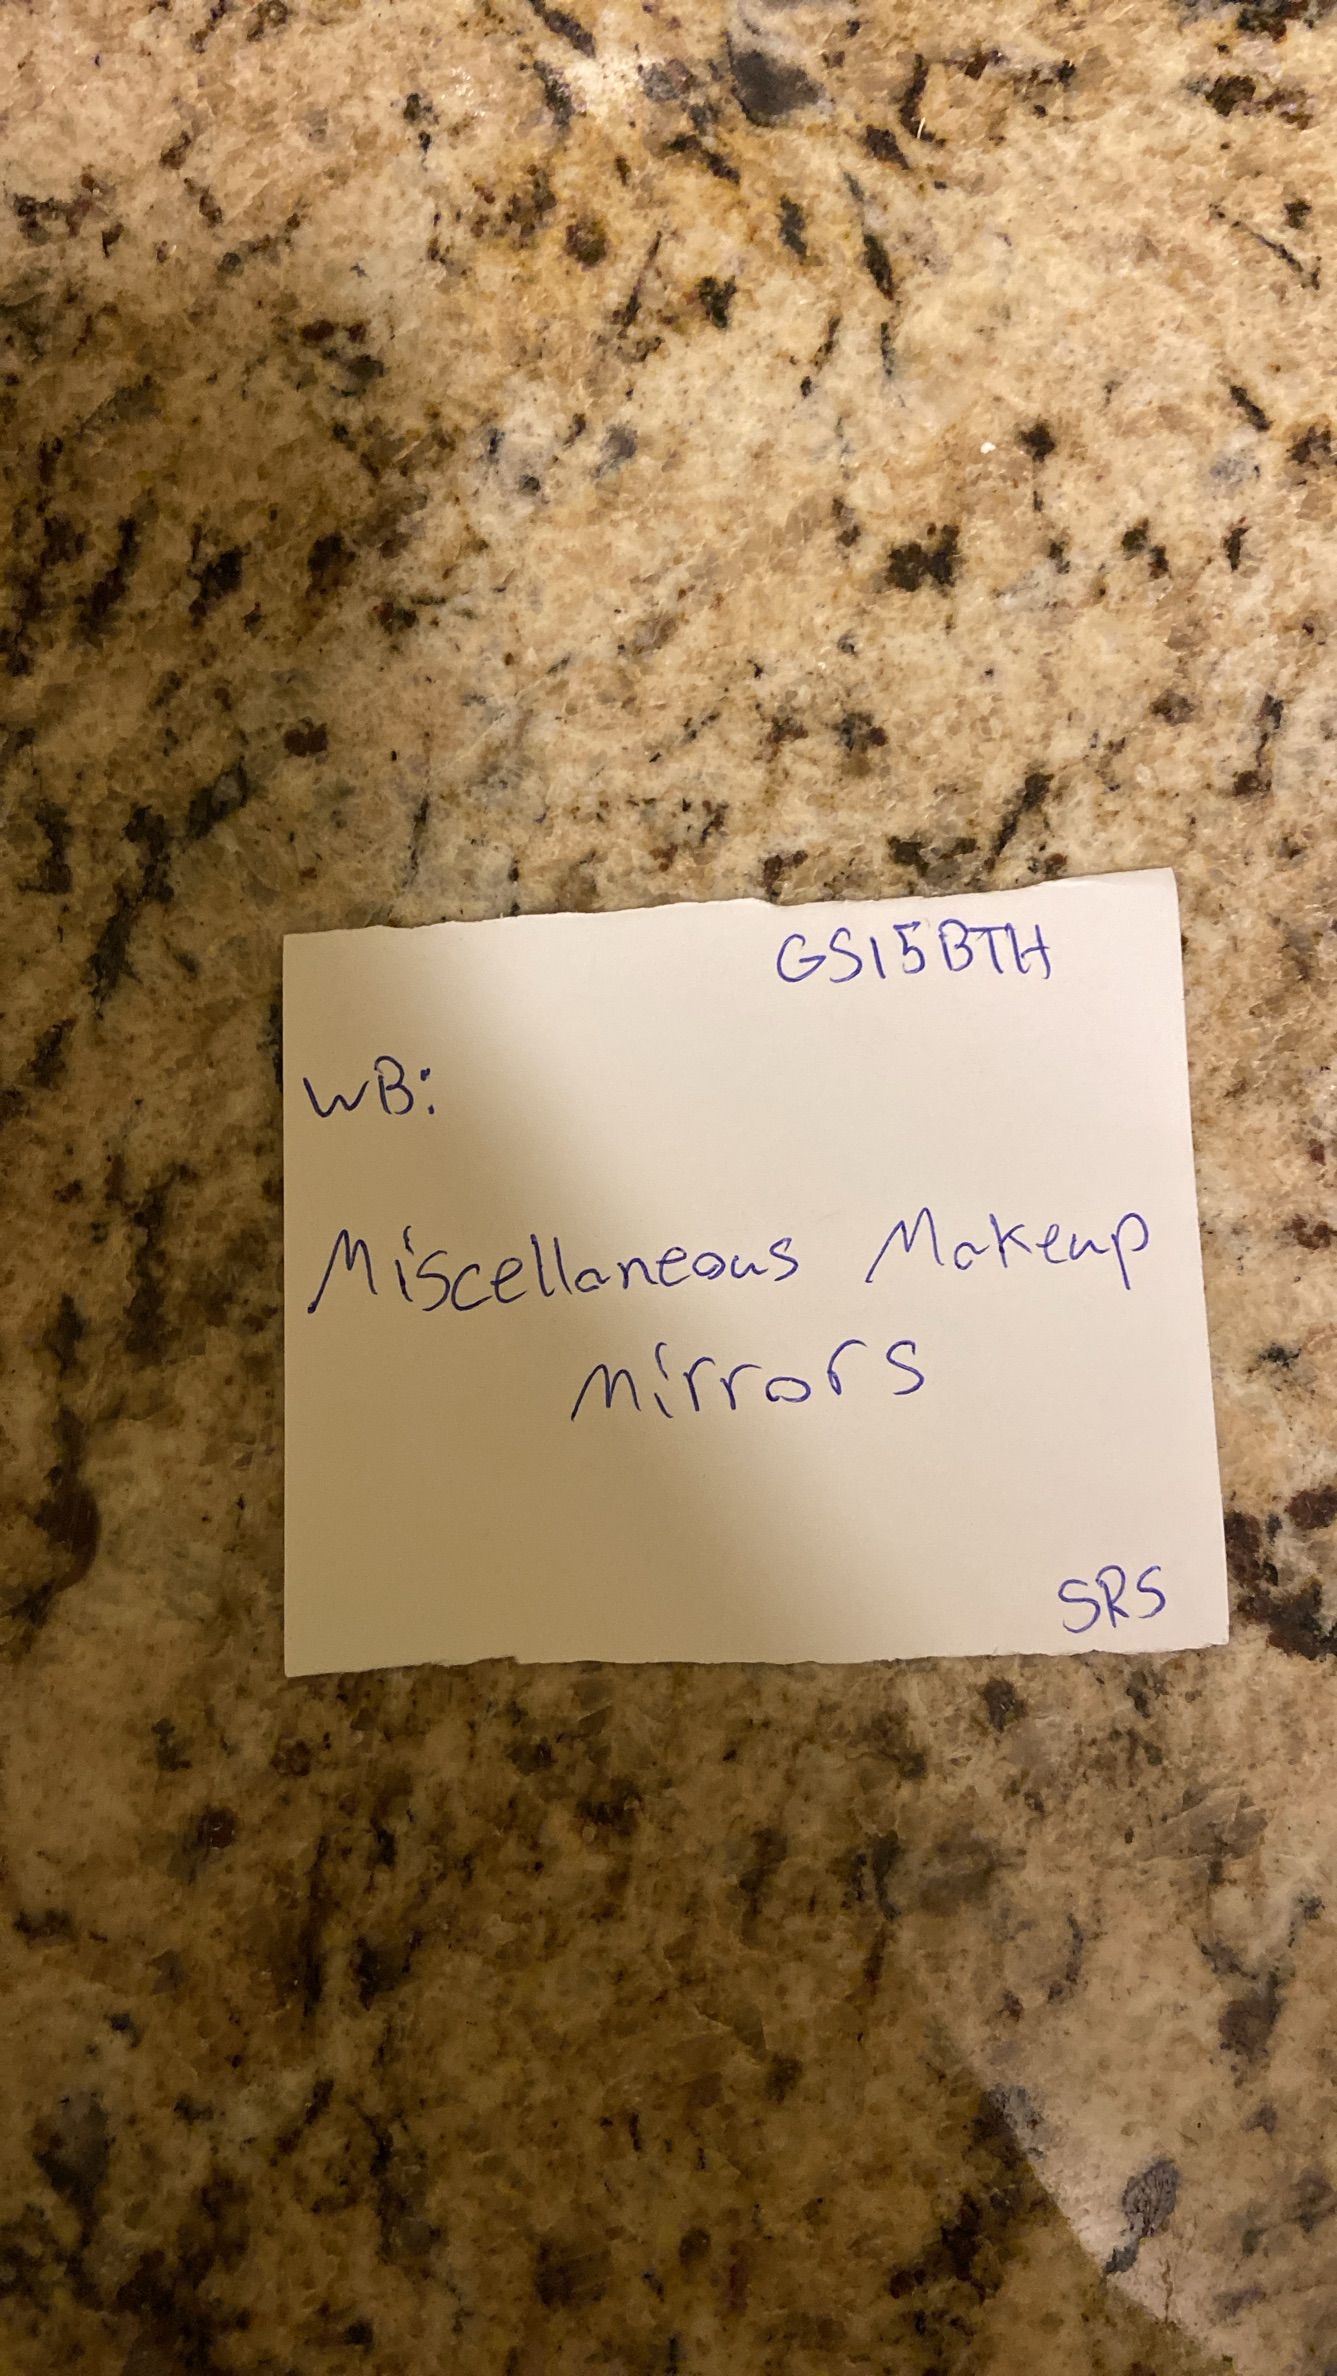 GS15BTH
WB:
Miscellaneous Makeup
Mirrors
SRS